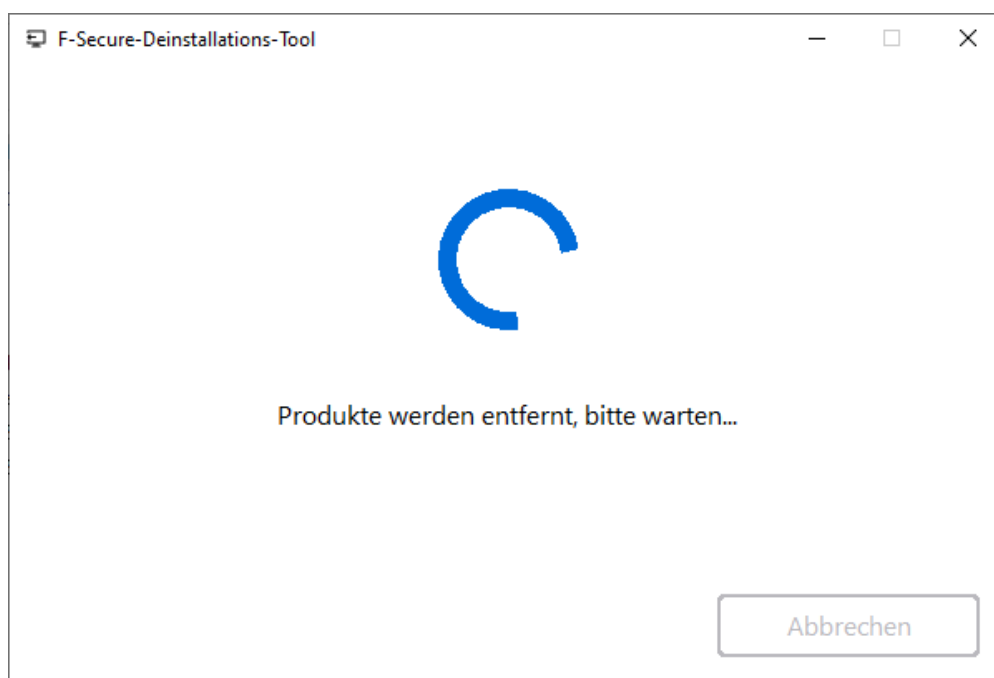 F-Secure-Deinstallations-Tool
Produkte werden entfernt, bitte warten...
Abbrechen